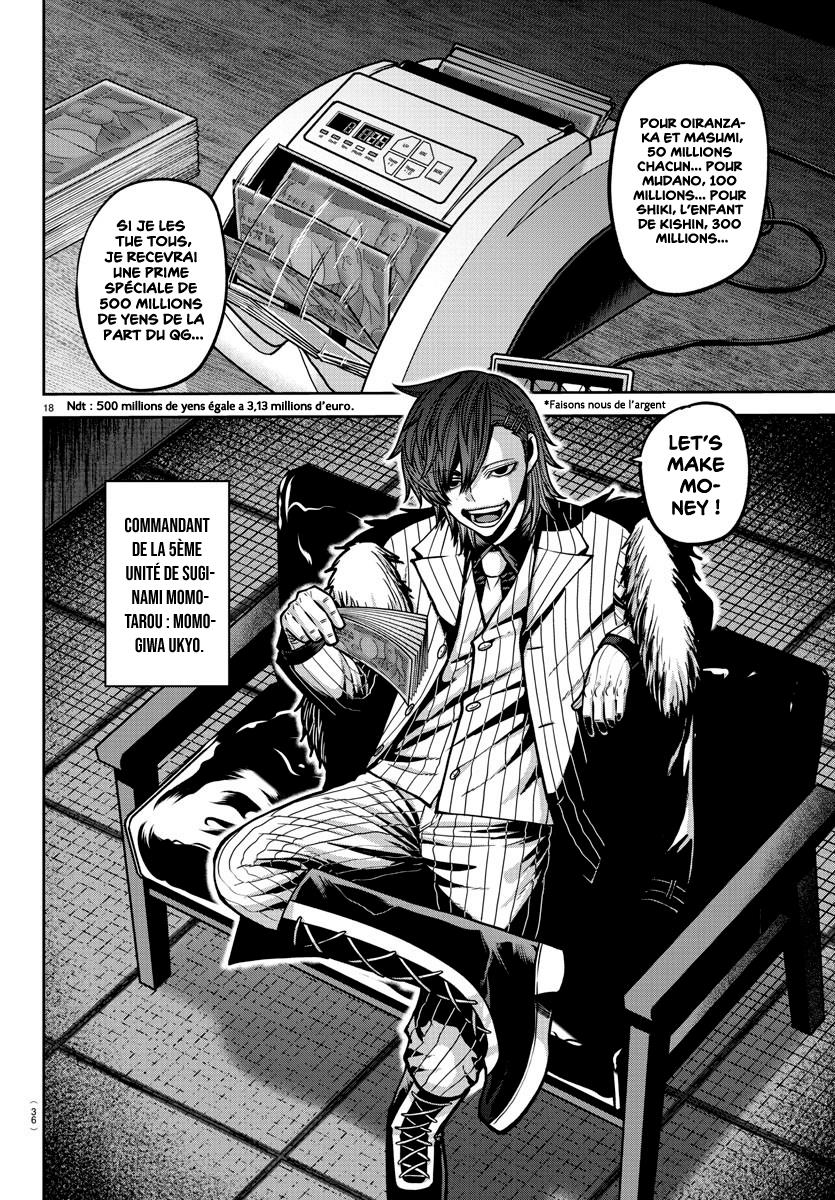 POUR OIRANZA-
KA ET MASUMI,
50 MILLIONS
CHACUN... POUR
MUDANO, 100
MILLIONS... POUR
SHIKI, L'ENFANT
DE KISHIN, 300
MILLIONS...
SI JE LES
TUE TOUS,
JE RECEVRAI
UNE PRIME
SPÉCIALE DE
500 MILLIONS
DE YENS DE LA
PART DU QG...
18
Ndt : 500 millions de yens égale a 3,13 millions d'euro.
*Faisons nous de l'argent
LET'S
MAKE
MO-
NEY !
COMMANDANT
DE LA 5ÈME
UNITÉ DE SUGI-
NAMI MOMO-
TAROU : MOMO-
GIWA UKYO.
(36)